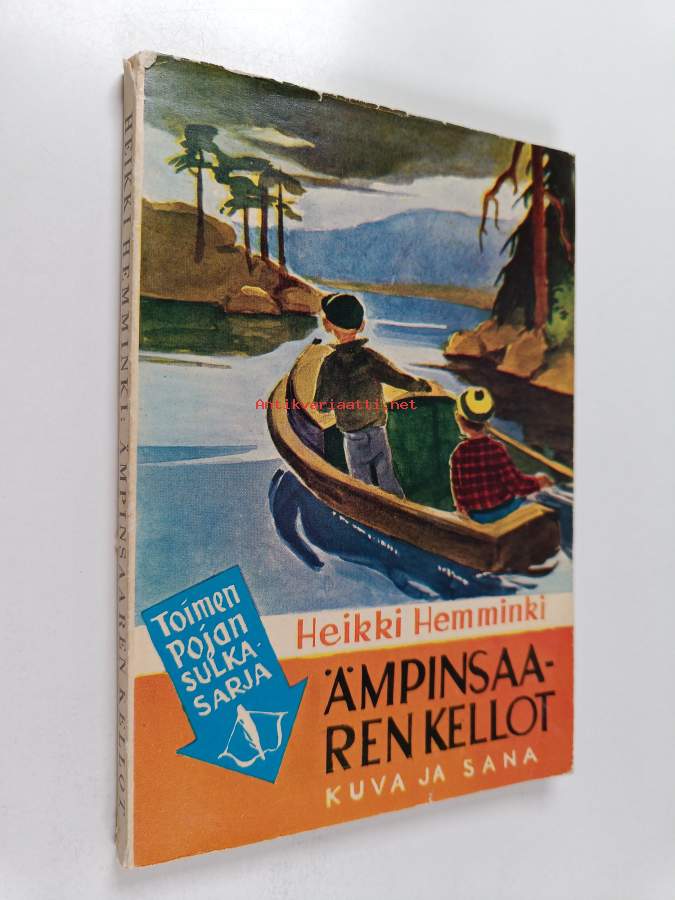 HEIKKI HEMMINKI: ÄMPINSAAREN KELLOT
Antikvariaatti.net
Heikki Hemminki
Toimen
Pojan
SULKA-
SARJA
ÄMPINSAA-
REN KELLOT
KUVA JA SANA